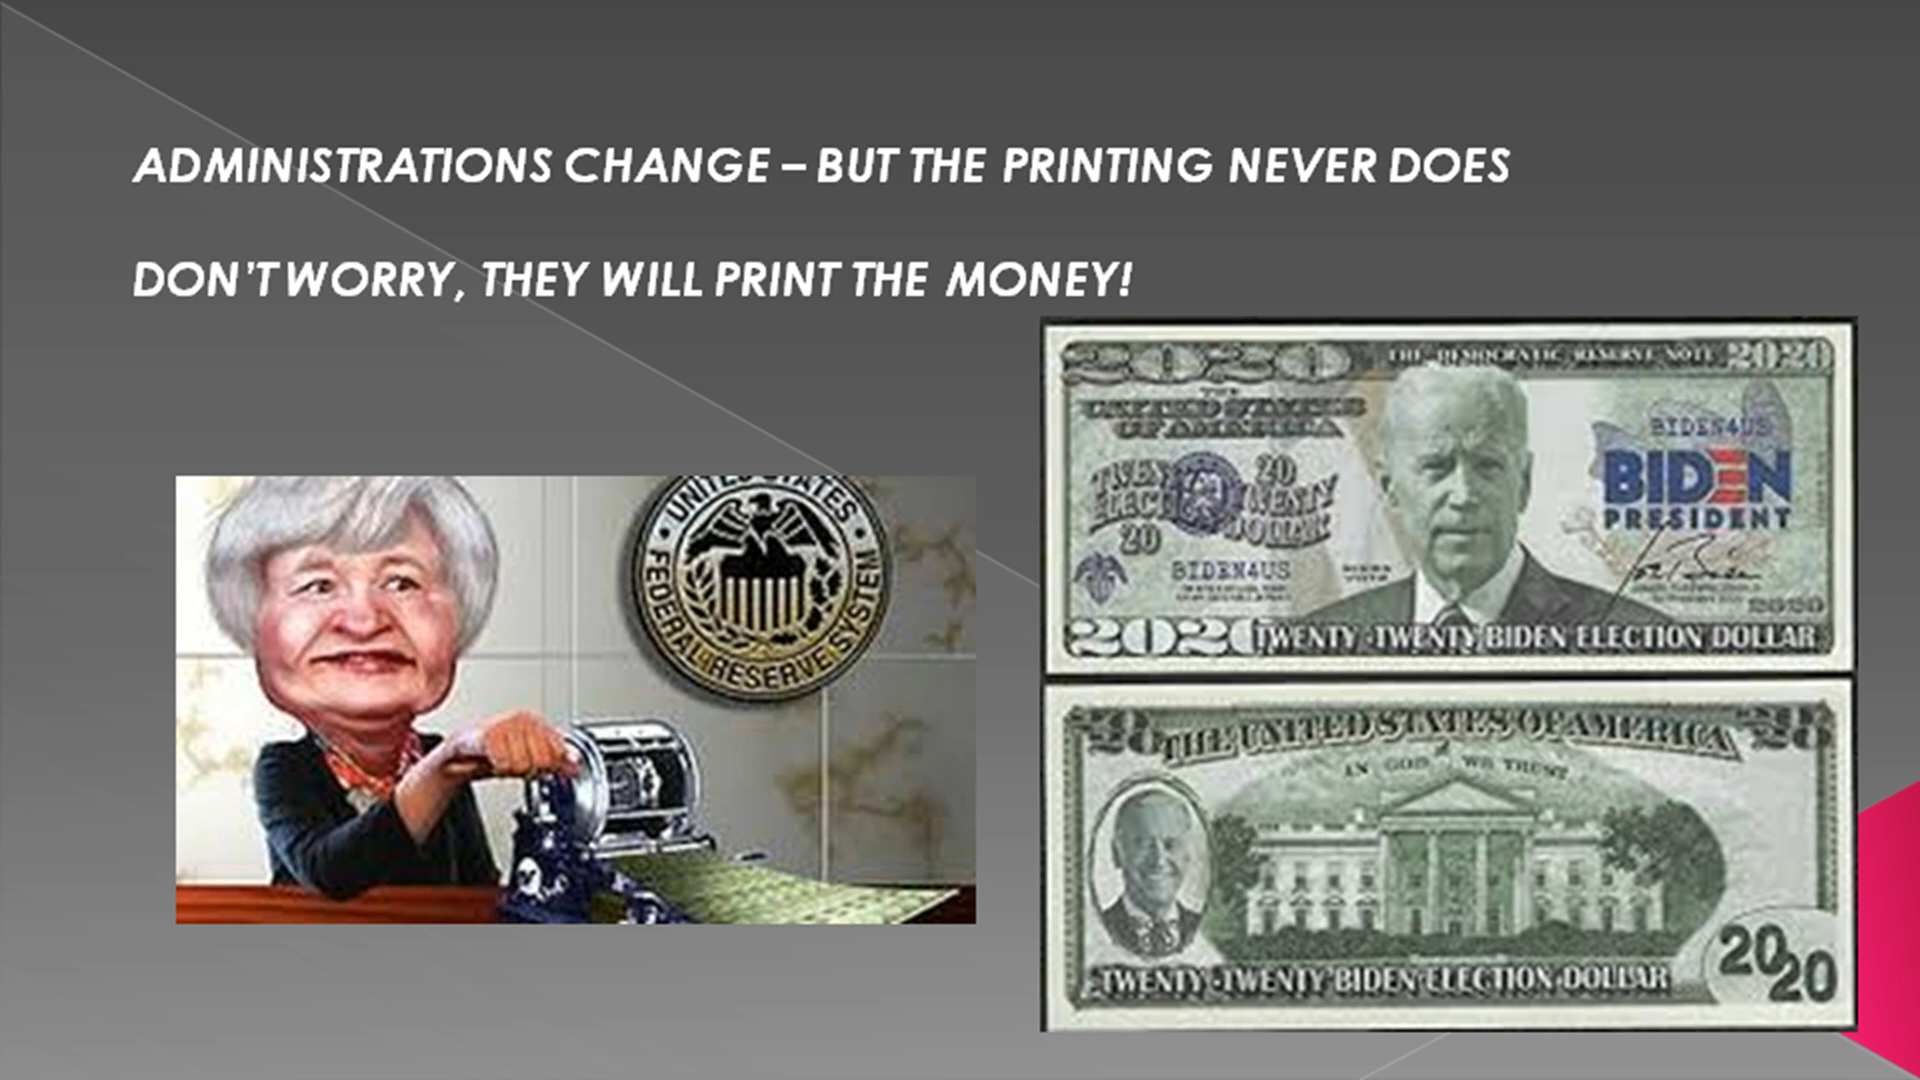 ADMINISTRATIONS CHANGE – BUT THE PRINTING NEVER DOES
DON'T WORRY, THEY WILL PRINT THE MONEY!
UNITED STATES
FEDERAL RESERVE SYSTEM
2020 THE DEMOCRATIC RESERVE NOTE 2020
THE
UNITED STATES
OF AMERICA
BIDEN4US
BIDEN
PRESIDENT
20
TWENTY
DOLLAR
20
BIDEN4US
2020
2020 TWENTY-TWENTY BIDEN ELECTION DOLLAR
20 THE UNITED STATES OF AMERICA 20
IN GOD WE TRUST
TWENTY-TWENTY BIDEN ELECTION DOLLAR
2020